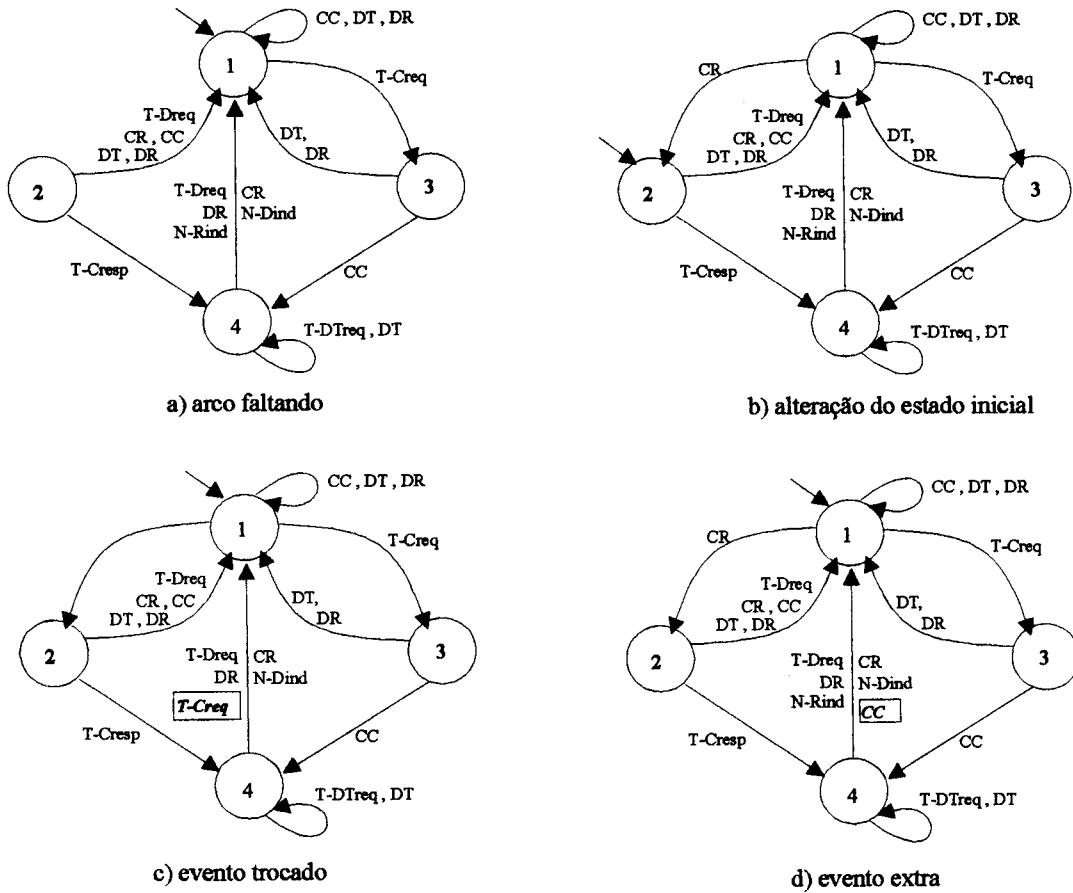 CC , DT , DR
1
T-Creq
T-Dreq
CR , CC
DT , DR
DT,
DR
2
3
T-Dreq
DR
N-Rind
CR
N-Dind
T-Cresp
CC
4
T-DTreq , DT
a) arco faltando
CC , DT , DR
CR
1
T-Creq
T-Dreq
CR , CC
DT , DR
DT,
DR
2
3
T-Dreq
DR
N-Rind
CR
N-Dind
T-Cresp
CC
4
T-DTreq , DT
b) alteração do estado inicial
CC , DT , DR
1
T-Creq
T-Dreq
CR , CC
DT , DR
DT,
DR
2
3
T-Dreq
DR
T-Creq
CR
N-Dind
T-Cresp
CC
4
T-DTreq , DT
c) evento trocado
CC , DT , DR
CR
1
T-Creq
T-Dreq
CR , CC
DT , DR
DT,
DR
2
3
T-Dreq
DR
N-Rind
CR
N-Dind
CC
T-Cresp
CC
4
T-DTreq , DT
d) evento extra